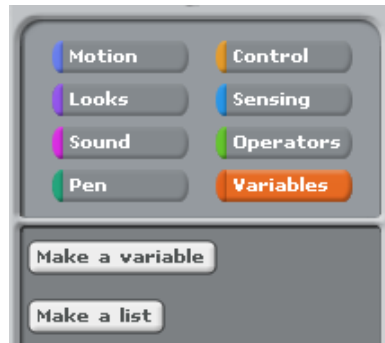 Motion Control
Looks Sensing
Sound Operators
Pen Variables
Make a variable
Make a list